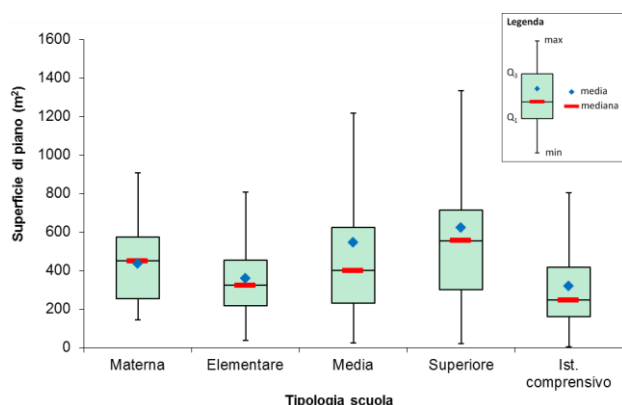 Legenda
max
Q3
media
mediana
Q1
min
Superficie di piano (m²)
1600
1400
1200
1000
800
600
400
200
0
Materna
Elementare
Media
Superiore
Ist.
comprensivo
Tipologia scuola